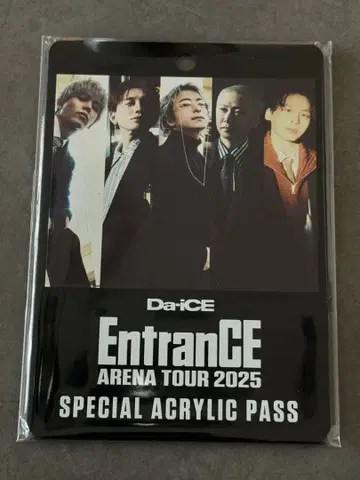 Da-iCE
EntranCE
ARENA TOUR 2025
SPECIAL ACRYLIC PASS